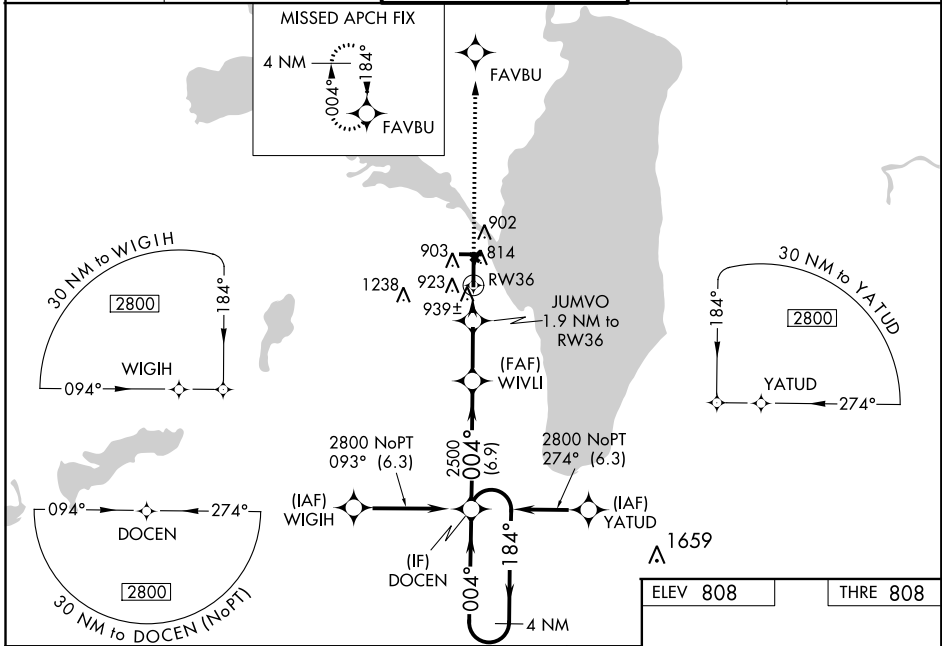 MISSED APCH FIX
4 NM
184°
004°
FAVBU
FAVBU
902
903
814
1238
923
RW36
939±
JUMVO
1.9 NM to
RW36
(FAF)
WIVLI
30 NM to WIGIH
2800
184°
WIGIH
094°
30 NM to YATUD
2800
184°
YATUD
274°
2800 NoPT
093° (6.3)
2500
004°
(6.9)
2800 NoPT
274° (6.3)
(IAF)
WIGIH
(IAF)
YATUD
(IF)
DOCEN
184°
004°
4 NM
094°
274°
DOCEN
2800
30 NM to DOCEN (NoPT)
1659
ELEV 808
THRE 808